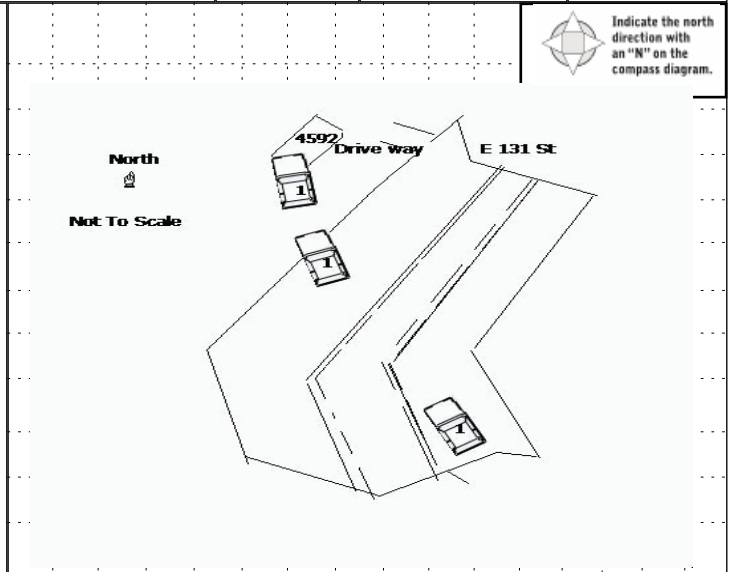 Indicate the north
direction with
an “N” on the
compass diagram.
4592
Drive way
E 131 St
North
Not To Scale
1
1
1